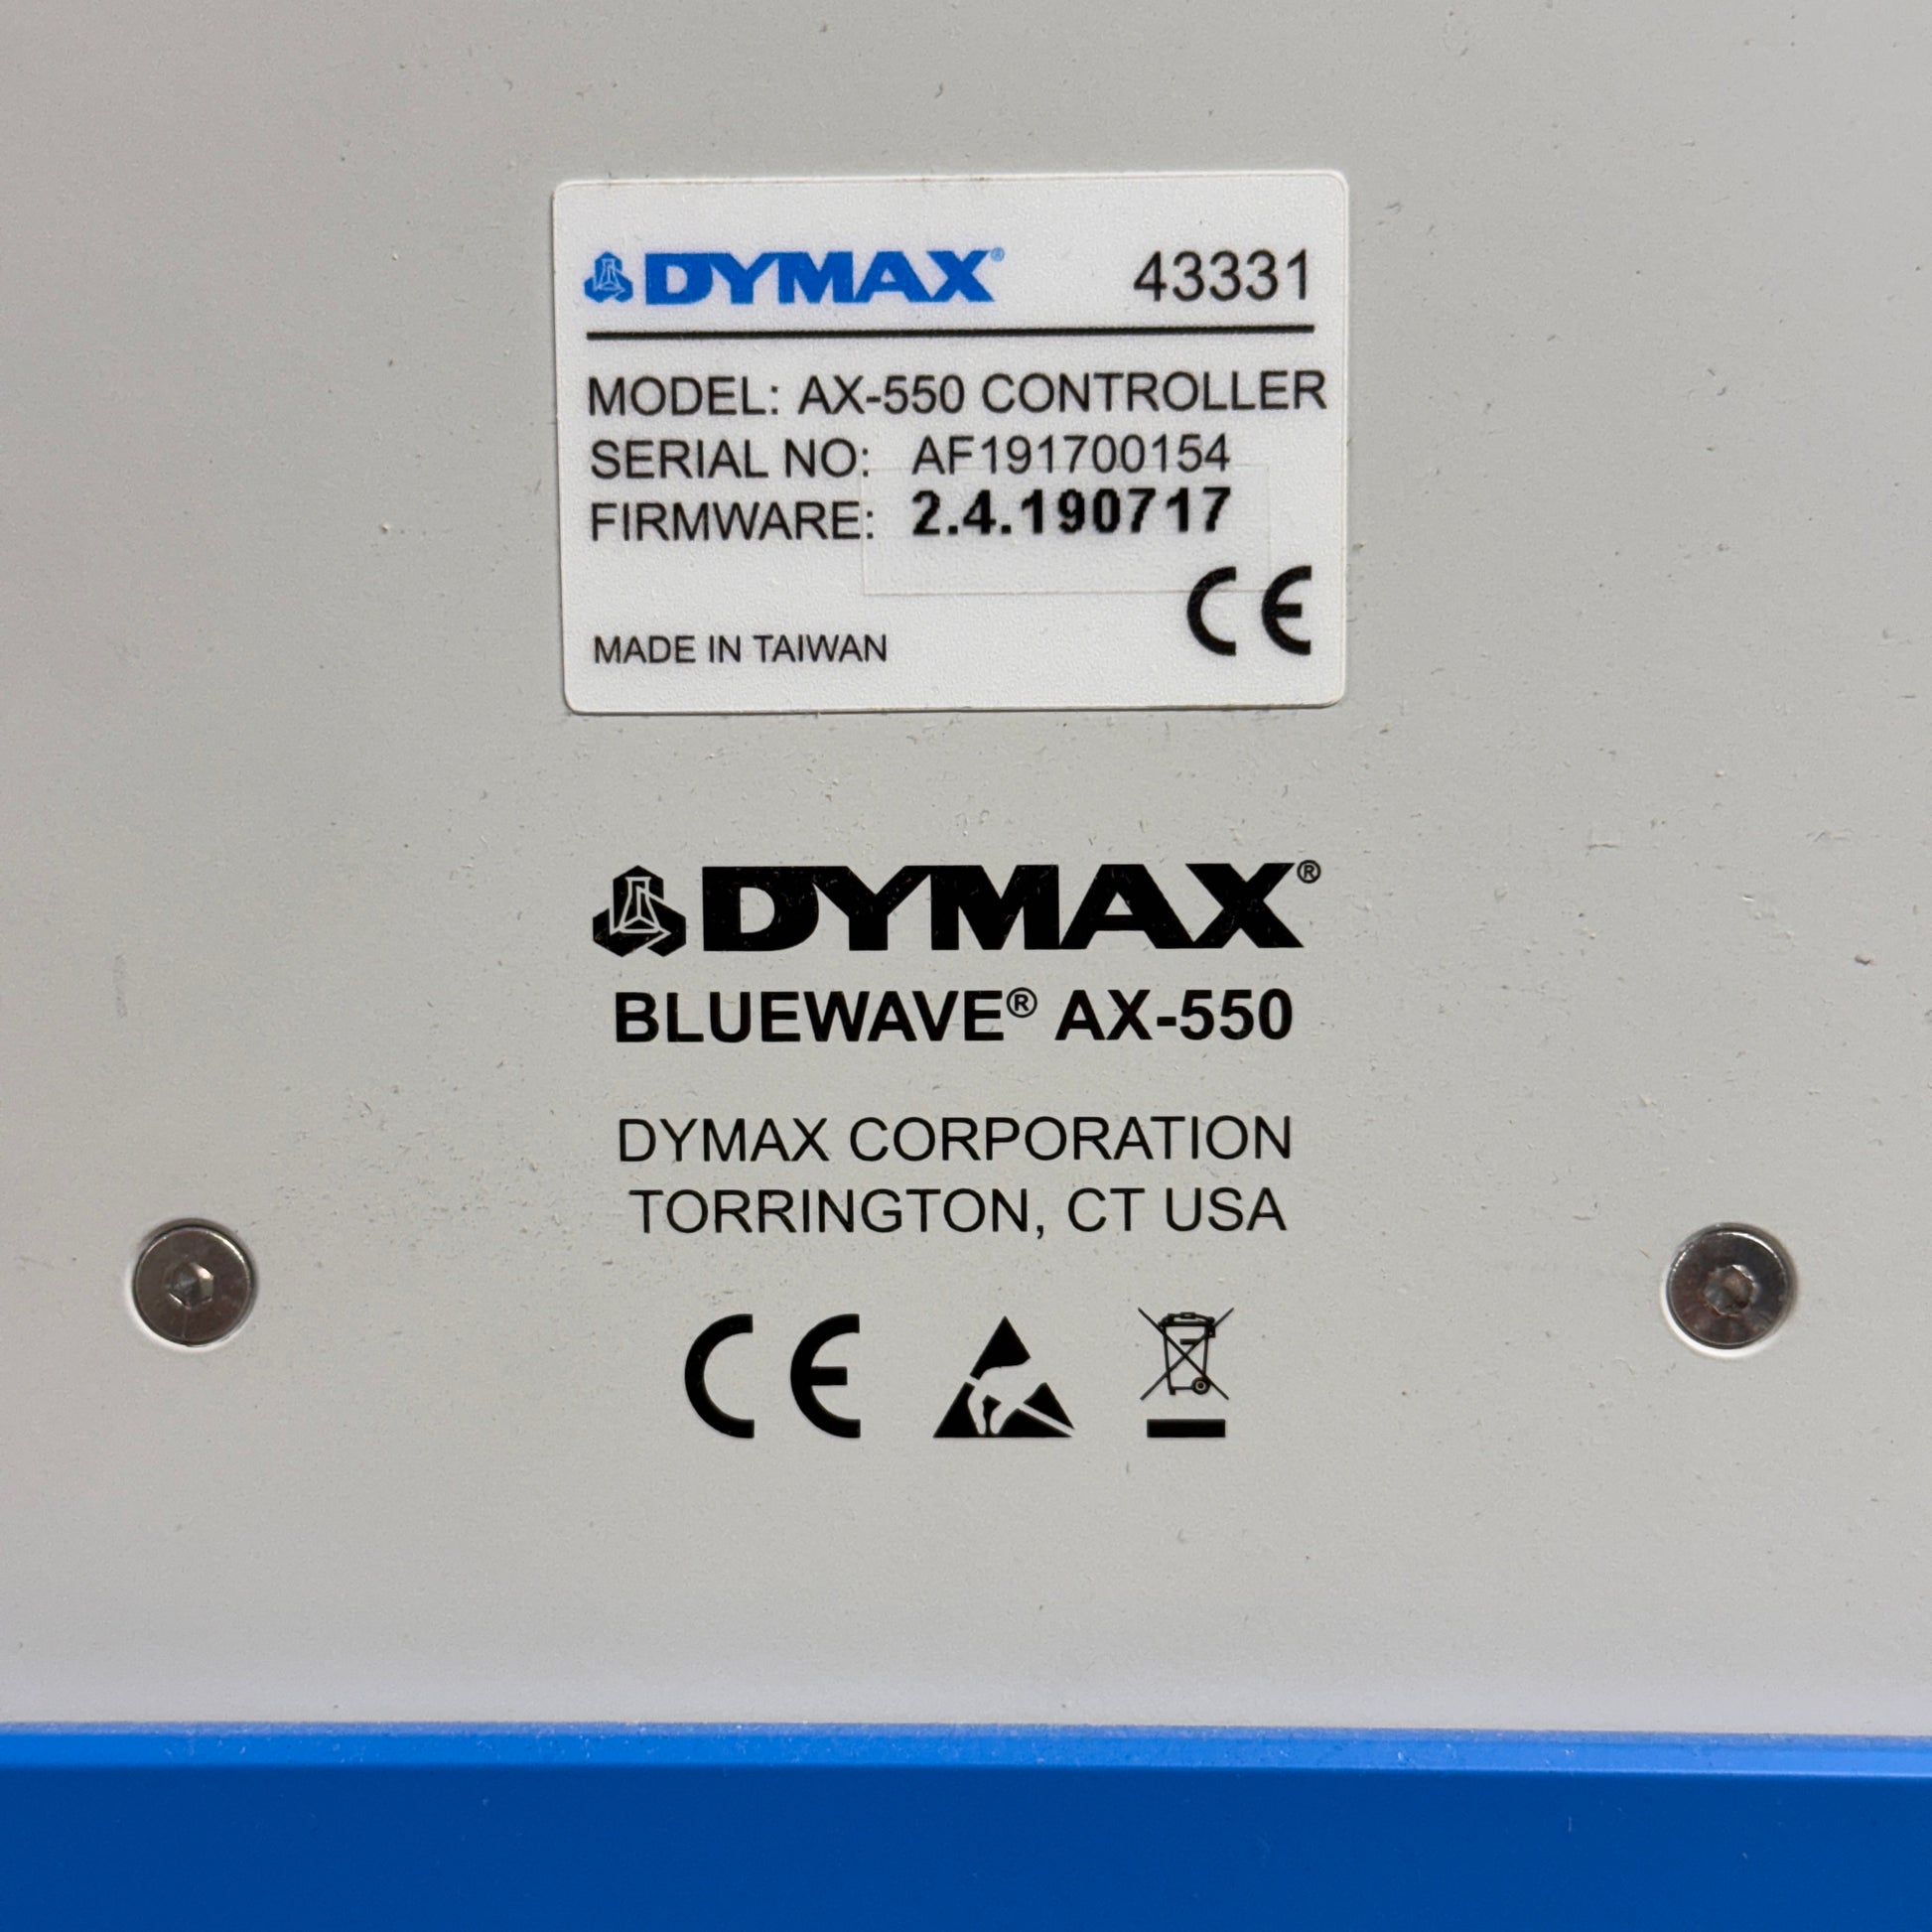 DYMAX® 43331
MODEL: AX-550 CONTROLLER
SERIAL NO: AF191700154
FIRMWARE: 2.4.190717
CE
MADE IN TAIWAN
DYMAX®
BLUEWAVE® AX-550
DYMAX CORPORATION
TORRINGTON, CT USA
CE